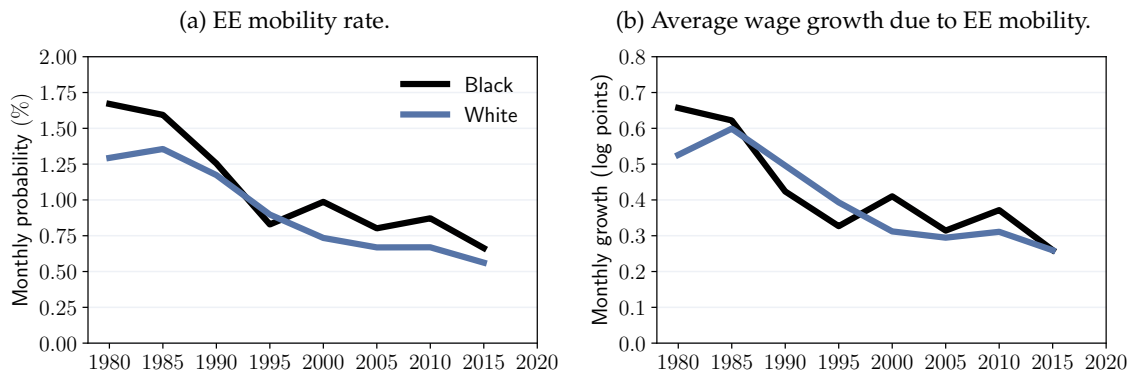 (a) EE mobility rate.
Monthly probability (%)
2.00
1.75
1.50
1.25
1.00
0.75
0.50
0.25
0.00
Black
White
1980 1985 1990 1995 2000 2005 2010 2015 2020
(b) Average wage growth due to EE mobility.
Monthly growth (log points)
0.8
0.7
0.6
0.5
0.4
0.3
0.2
0.1
0.0
1980 1985 1990 1995 2000 2005 2010 2015 2020